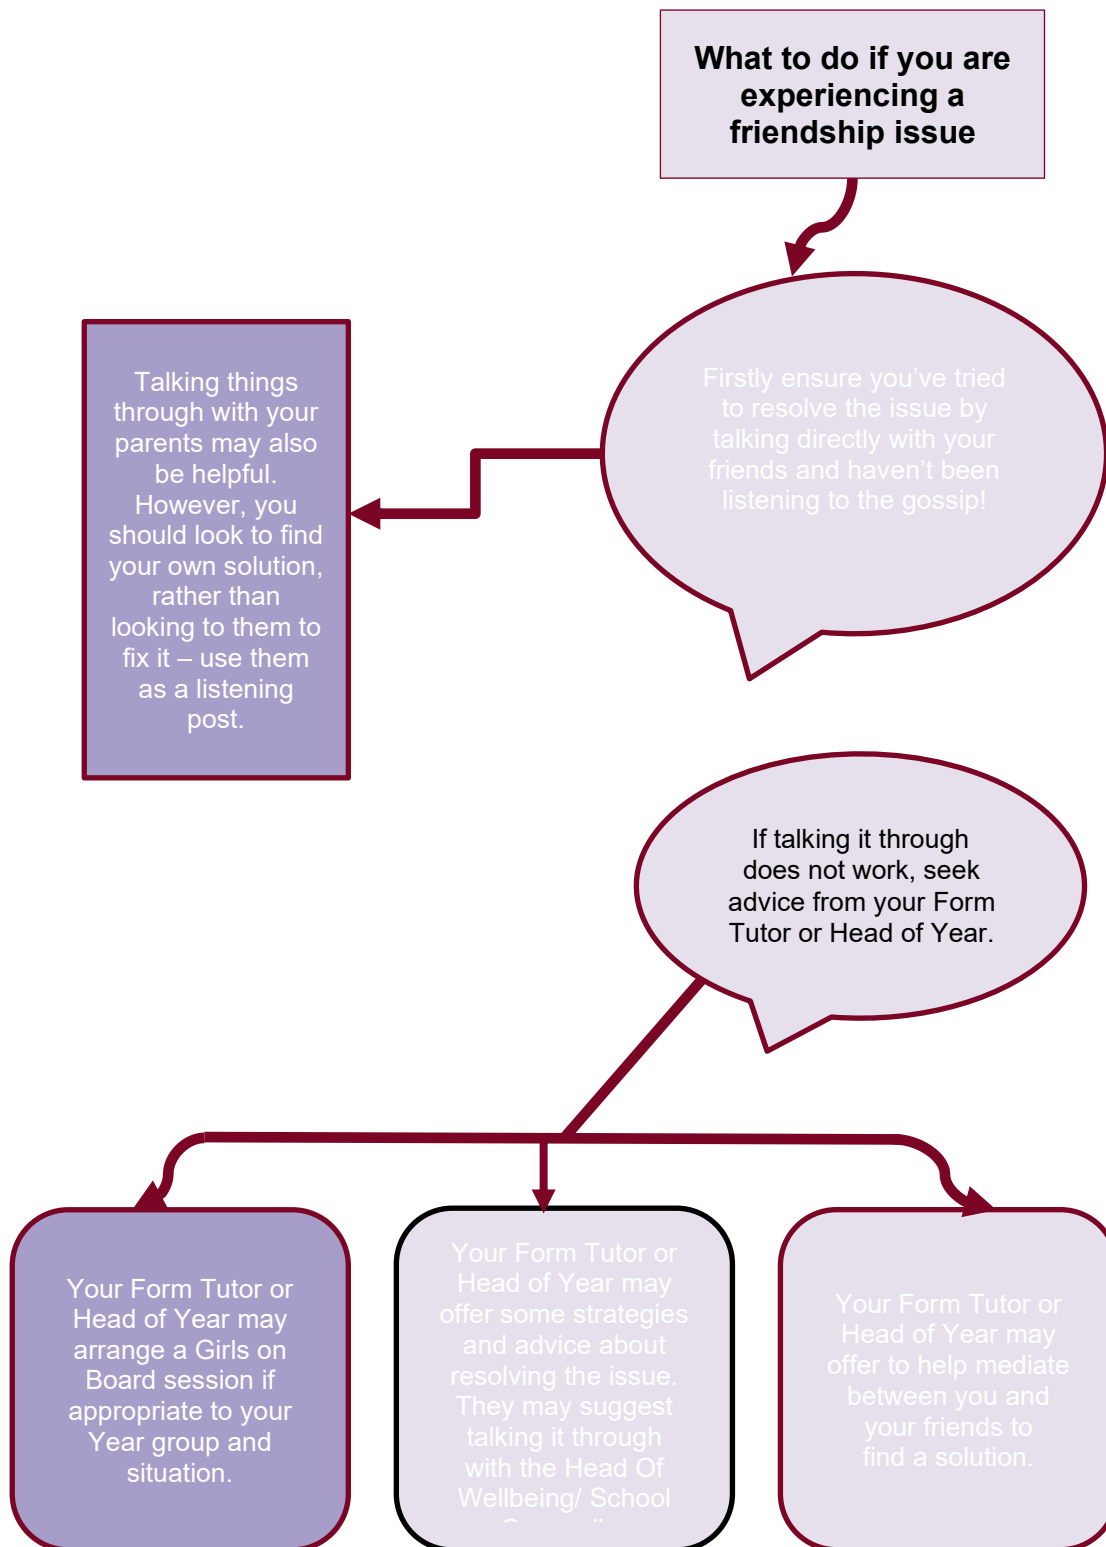 What to do if you are
experiencing a
friendship issue
Firstly ensure you’ve tried
to resolve the issue by
talking directly with your
friends and haven’t been
listening to the gossip!
Talking things
through with your
parents may also
be helpful.
However, you
should look to find
your own solution,
rather than
looking to them to
fix it – use them
as a listening
post.
If talking it through
does not work, seek
advice from your Form
Tutor or Head of Year.
Your Form Tutor or
Head of Year may
arrange a Girls on
Board session if
appropriate to your
Year group and
situation.
Your Form Tutor or
Head of Year may
offer some strategies
and advice about
resolving the issue.
They may suggest
talking it through
with the Head Of
Wellbeing/ School
Your Form Tutor or
Head of Year may
offer to help mediate
between you and
your friends to
find a solution.